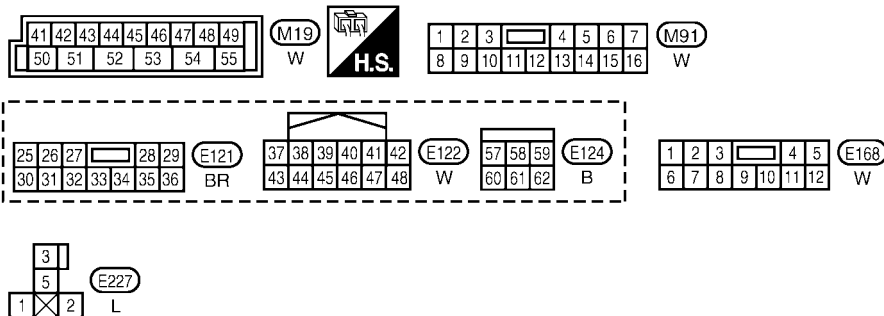 41 42 43 44 45 46 47 48 49
50 51 52 53 54 55
M19
W
H.S.
1 2 3 4 5 6 7
8 9 10 11 12 13 14 15 16
M91
W
25 26 27 28 29
30 31 32 33 34 35 36
E121
BR
37 38 39 40 41 42
43 44 45 46 47 48
E122
W
57 58 59
60 61 62
E124
B
1 2 3 4 5
6 7 8 9 10 11 12
E168
W
3
5
1 2
E227
L